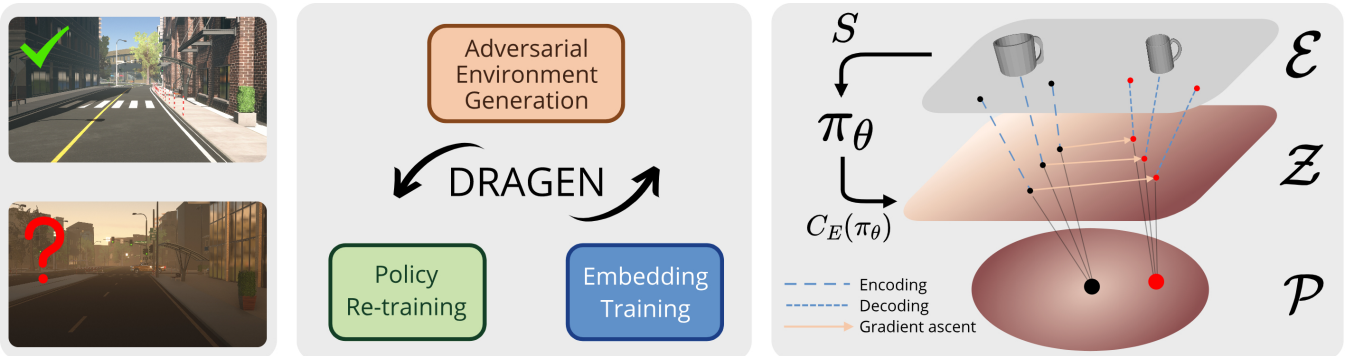 ?
Adversarial
Environment
Generation
DRAGEN
Policy
Re-training
Embedding
Training
S
π_θ
C_E(π_θ)
ℰ
𝒵
𝒫
Encoding
Decoding
Gradient ascent